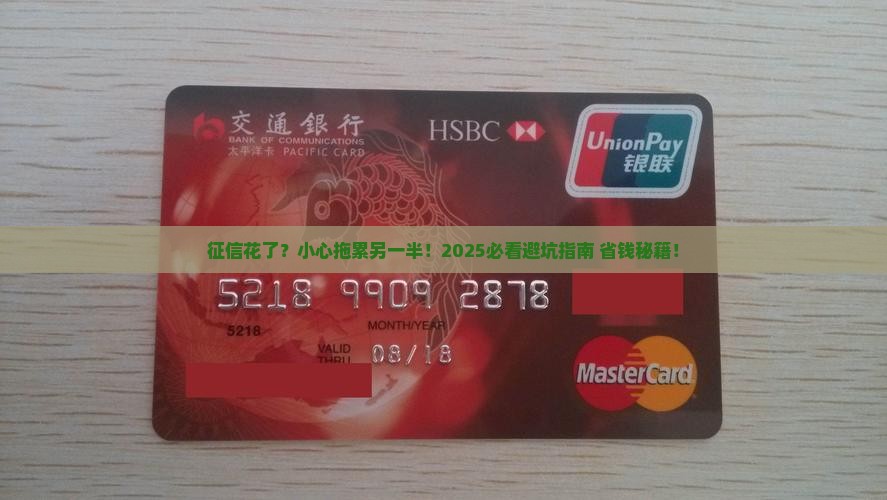 交通銀行
BANK OF COMMUNICATIONS
太平洋卡 PACIFIC CARD
HSBC
UnionPay
银联
征信花了？小心拖累另一半！2025必看避坑指南 省钱秘籍！
5218 9909 2878
5218
MONTH/YEAR
VALID
THRU
08/18
MasterCard